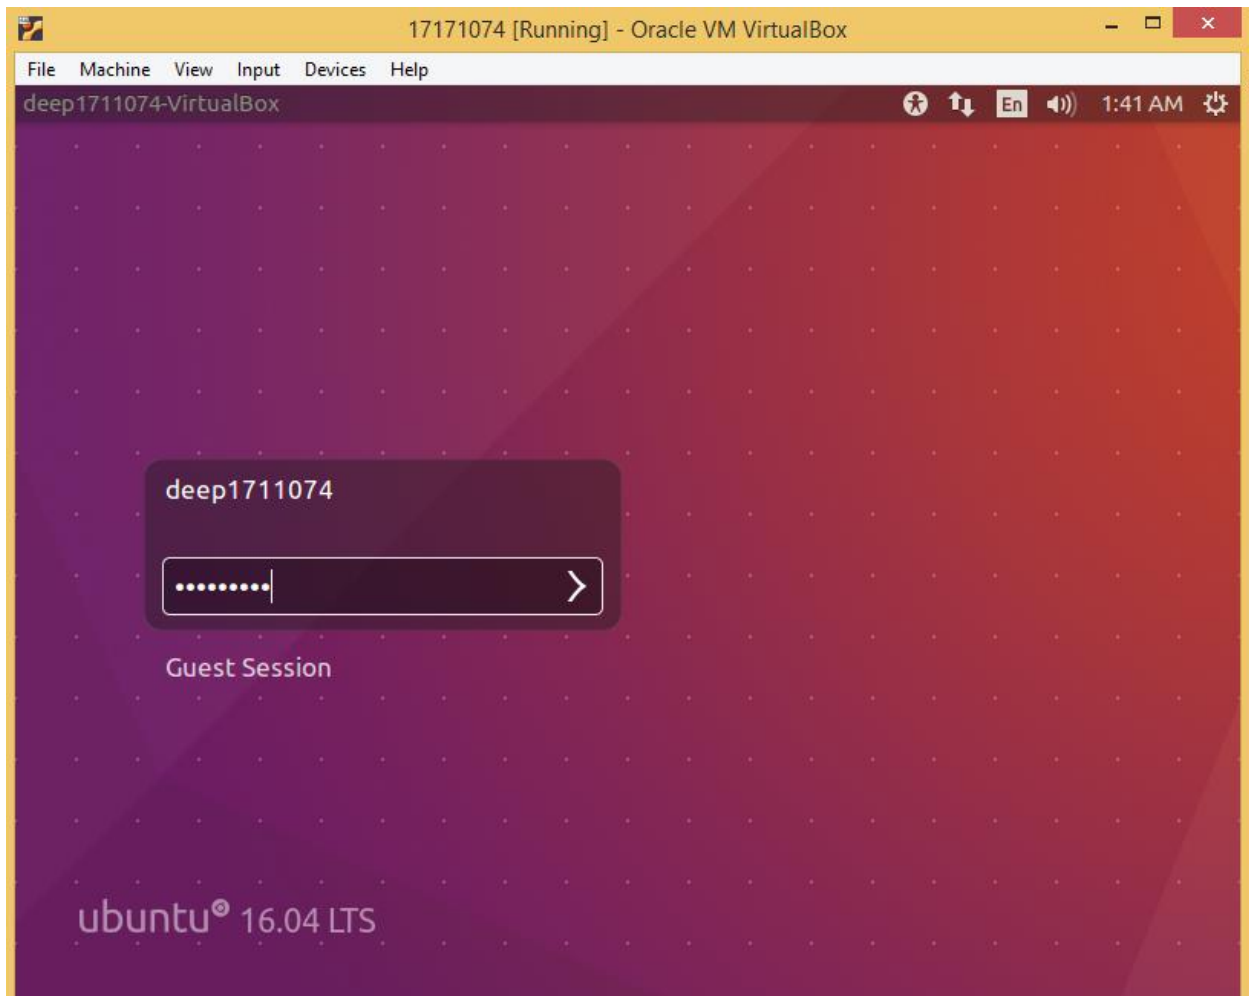 17171074 [Running] - Oracle VM VirtualBox
File Machine View Input Devices Help
deep1711074-VirtualBox En 1:41 AM
deep1711074
Guest Session
ubuntu 16.04 LTS